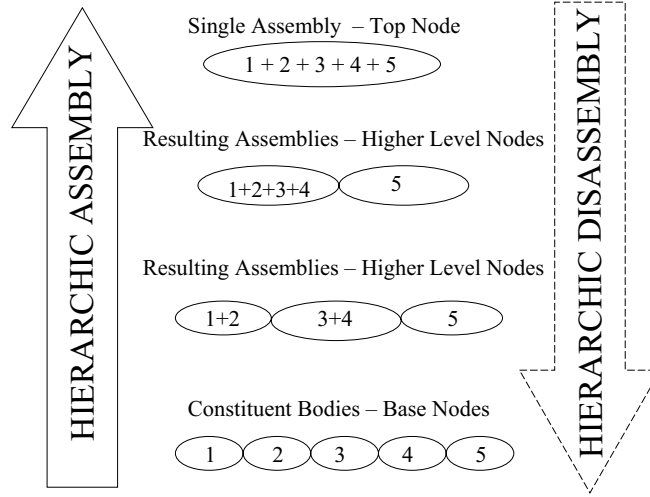 Single Assembly – Top Node
1 + 2 + 3 + 4 + 5
Resulting Assemblies – Higher Level Nodes
1+2+3+4 5
Resulting Assemblies – Higher Level Nodes
1+2 3+4 5
Constituent Bodies – Base Nodes
1 2 3 4 5
HIERARCHIC ASSEMBLY
HIERARCHIC DISASSEMBLY